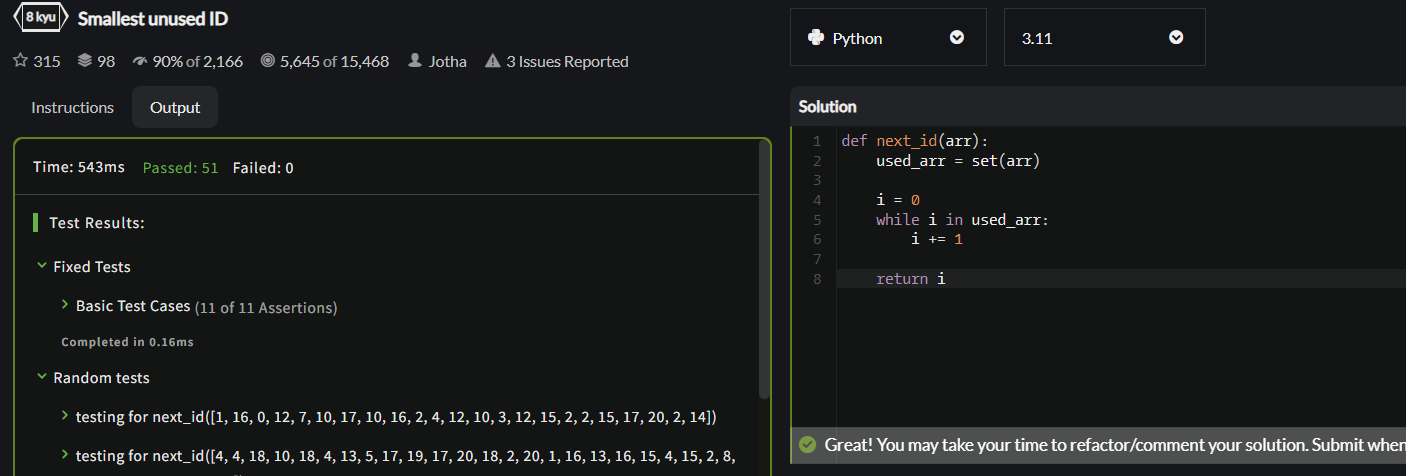 8 kyu Smallest unused ID
315 98 90% of 2,166 5,645 of 15,468 Jotha 3 Issues Reported
Instructions Output
Time: 543ms Passed: 51 Failed: 0
Test Results:
Fixed Tests
Basic Test Cases (11 of 11 Assertions)
Completed in 0.16ms
Random tests
testing for next_id([1, 16, 0, 12, 7, 10, 17, 10, 16, 2, 4, 12, 10, 3, 12, 15, 2, 2, 15, 17, 20, 2, 14])
testing for next_id([4, 4, 18, 10, 18, 4, 13, 5, 17, 19, 17, 20, 18, 2, 20, 1, 16, 13, 16, 15, 4, 15, 2, 8,
Python 3.11
Solution
1 def next_id(arr):
2 used_arr = set(arr)
3
4 i = 0
5 while i in used_arr:
6 i += 1
7
8 return i
Great! You may take your time to refactor/comment your solution. Submit when